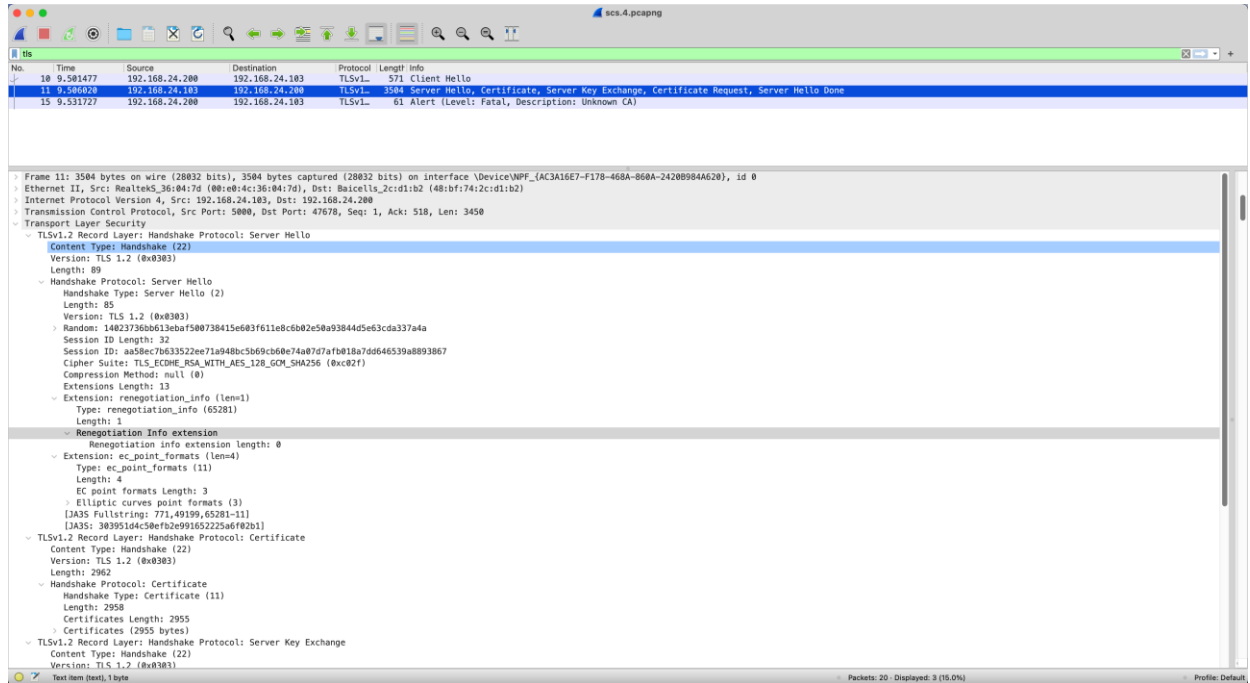 scs.4.pcapng
tls
No. Time Source Destination Protocol Lengtl Info
10 9.501477 192.168.24.200 192.168.24.103 TLSv1… 571 Client Hello
11 9.506020 192.168.24.103 192.168.24.200 TLSv1… 3504 Server Hello, Certificate, Server Key Exchange, Certificate Request, Server Hello Done
15 9.531727 192.168.24.200 192.168.24.103 TLSv1… 61 Alert (Level: Fatal, Description: Unknown CA)
Frame 11: 3504 bytes on wire (28032 bits), 3504 bytes captured (28032 bits) on interface \Device\NPF_{AC3A16E7-F178-468A-860A-2420B984A620}, id 0
Ethernet II, Src: RealtekS_36:04:7d (00:e0:4c:36:04:7d), Dst: Baicells_2c:d1:b2 (48:bf:74:2c:d1:b2)
Internet Protocol Version 4, Src: 192.168.24.103, Dst: 192.168.24.200
Transmission Control Protocol, Src Port: 5000, Dst Port: 47678, Seq: 1, Ack: 518, Len: 3450
Transport Layer Security
TLSv1.2 Record Layer: Handshake Protocol: Server Hello
Content Type: Handshake (22)
Version: TLS 1.2 (0x0303)
Length: 89
Handshake Protocol: Server Hello
Handshake Type: Server Hello (2)
Length: 85
Version: TLS 1.2 (0x0303)
Random: 14023736bb613ebaf500738415e603f611e8c6b02e50a93844d5e63cda337a4a
Session ID Length: 32
Session ID: aa58ec7b633522ee71a948bc5b69cb60e74a07d7afb018a7dd646539a8893867
Cipher Suite: TLS_ECDHE_RSA_WITH_AES_128_GCM_SHA256 (0xc02f)
Compression Method: null (0)
Extensions Length: 13
Extension: renegotiation_info (len=1)
Type: renegotiation_info (65281)
Length: 1
Renegotiation Info extension
Renegotiation info extension length: 0
Extension: ec_point_formats (len=4)
Type: ec_point_formats (11)
Length: 4
EC point formats Length: 3
Elliptic curves point formats (3)
[JA3S Fullstring: 771,49199,65281-11]
[JA3S: 303951d4c50efb2e991652225a6f02b1]
TLSv1.2 Record Layer: Handshake Protocol: Certificate
Content Type: Handshake (22)
Version: TLS 1.2 (0x0303)
Length: 2962
Handshake Protocol: Certificate
Handshake Type: Certificate (11)
Length: 2958
Certificates Length: 2955
Certificates (2955 bytes)
TLSv1.2 Record Layer: Handshake Protocol: Server Key Exchange
Content Type: Handshake (22)
Version: TLS 1.2 (0x0303)
Text item (text), 1 byte Packets: 20 · Displayed: 3 (15.0%) Profile: Default